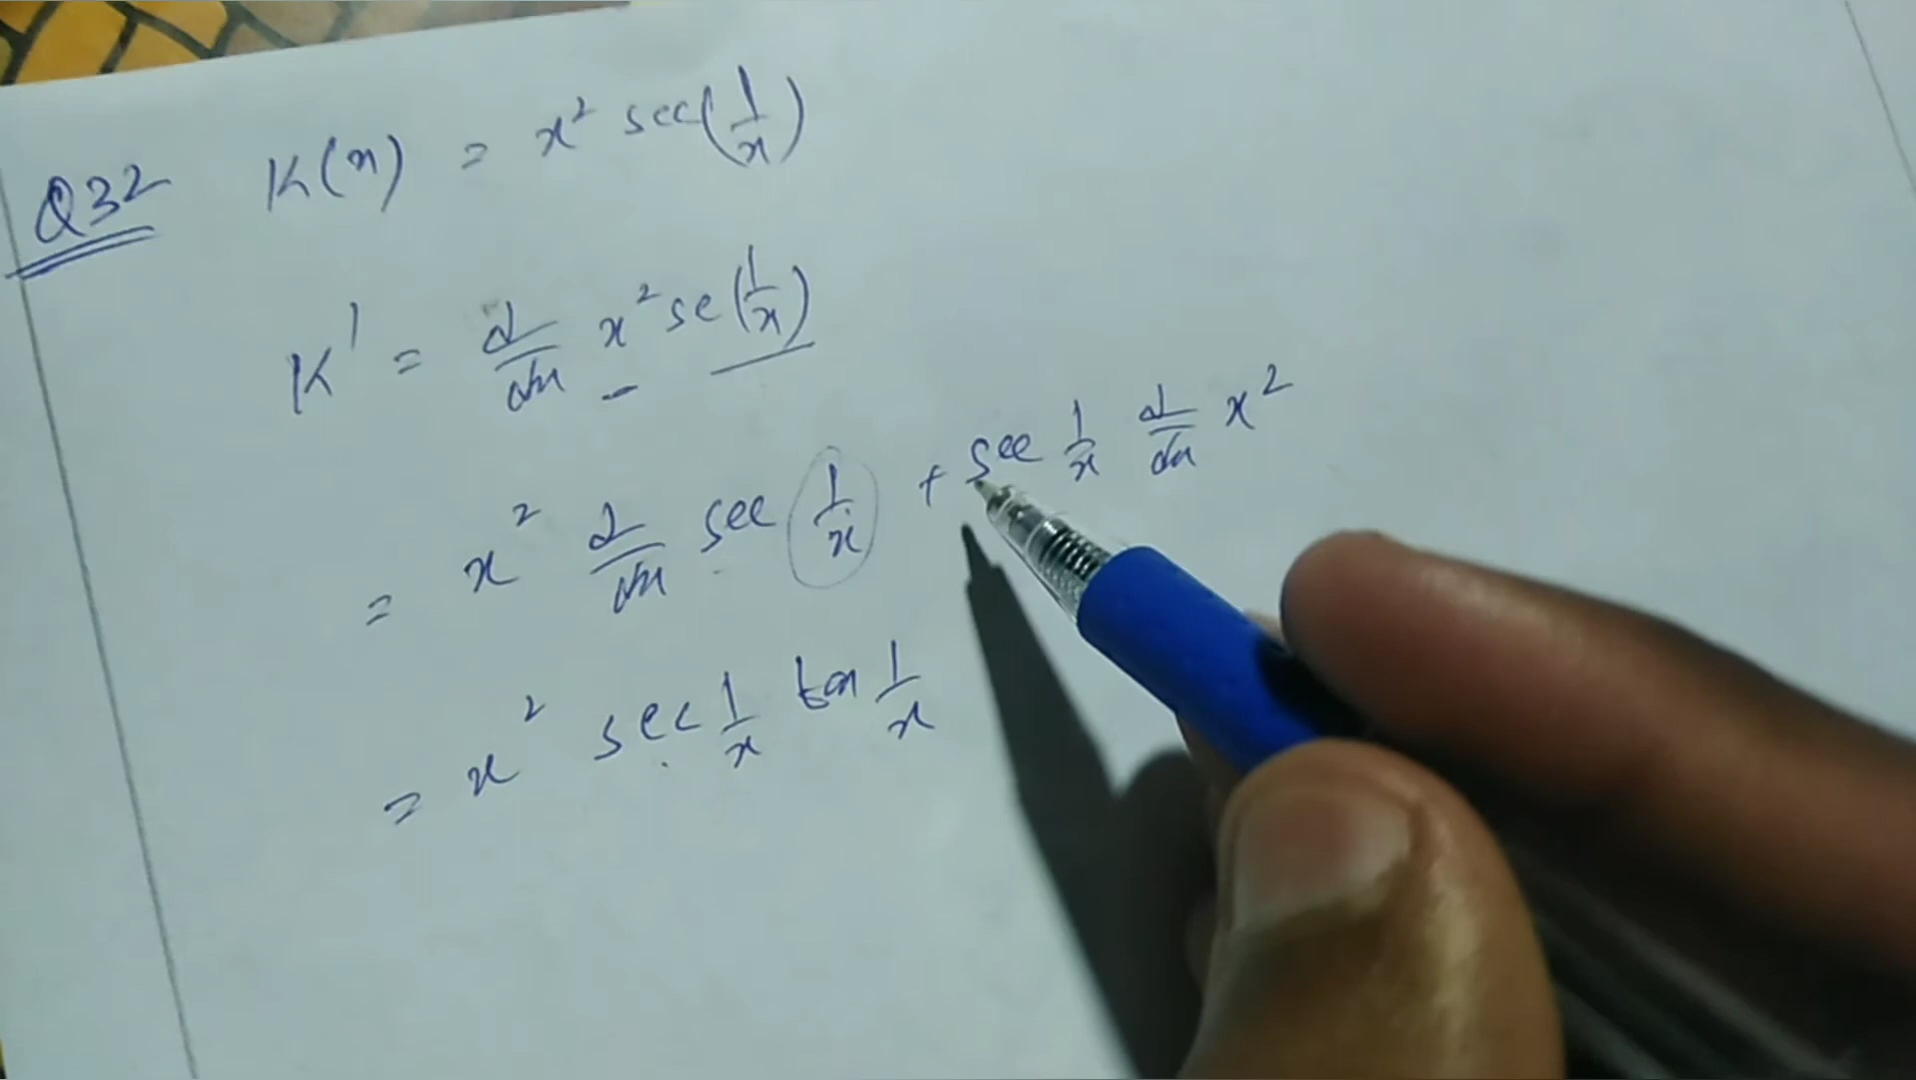 Q32 K(x) = x² sec(1/x)
K' = d/dx x² se(1/x)
= x² d/dx sec 1/x + sec 1/x d/dx x²
= x² sec 1/x tan 1/x